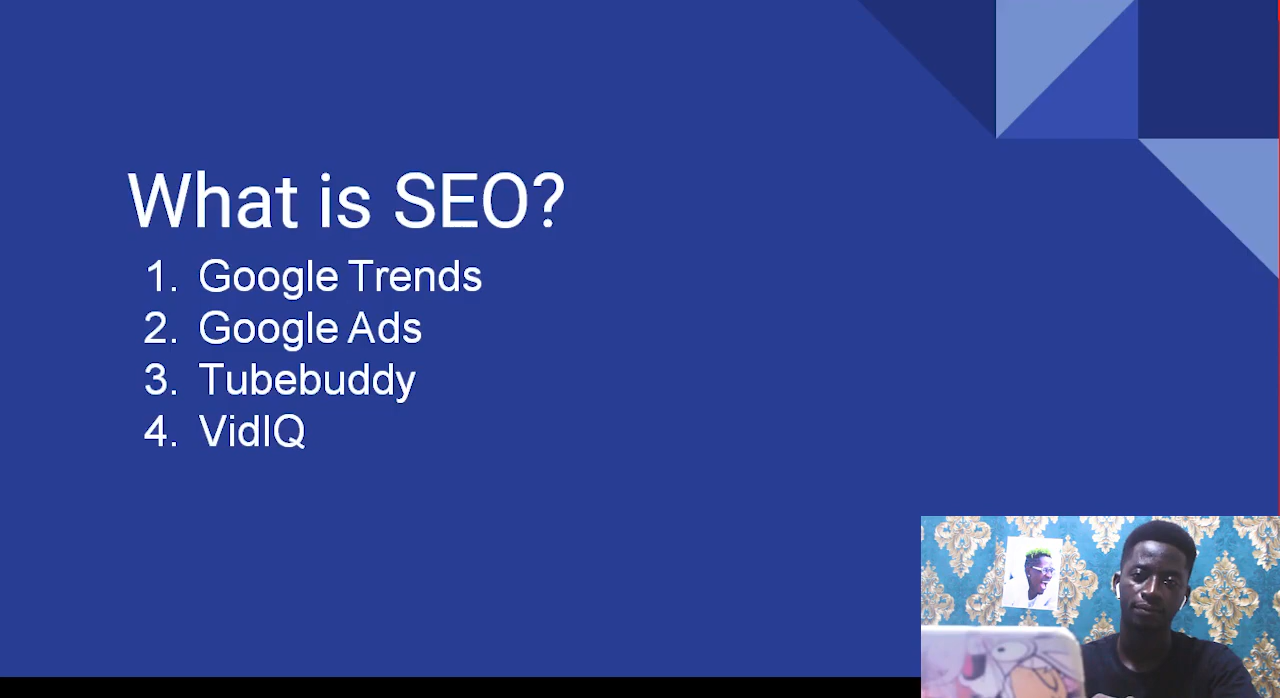 What is SEO?
1. Google Trends
2. Google Ads
3. Tubebuddy
4. VidIQ